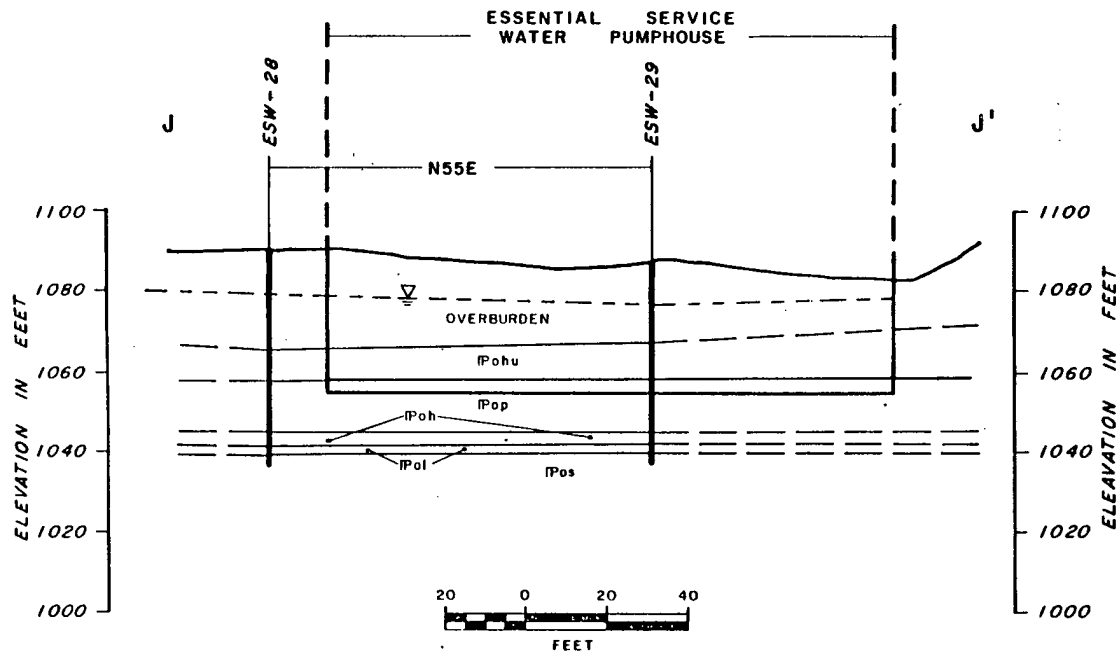 ESSENTIAL SERVICE
WATER PUMPHOUSE
ESW-28
ESW-29
J
J'
N55E
1100
1100
1080
1080
OVERBURDEN
IPohu
1060
1060
IPop
IPoh
1040
1040
IPol
IPos
1020
1020
1000
1000
ELEVATION IN EEET
ELEAVATION IN FEET
20 0 20 40
FEET